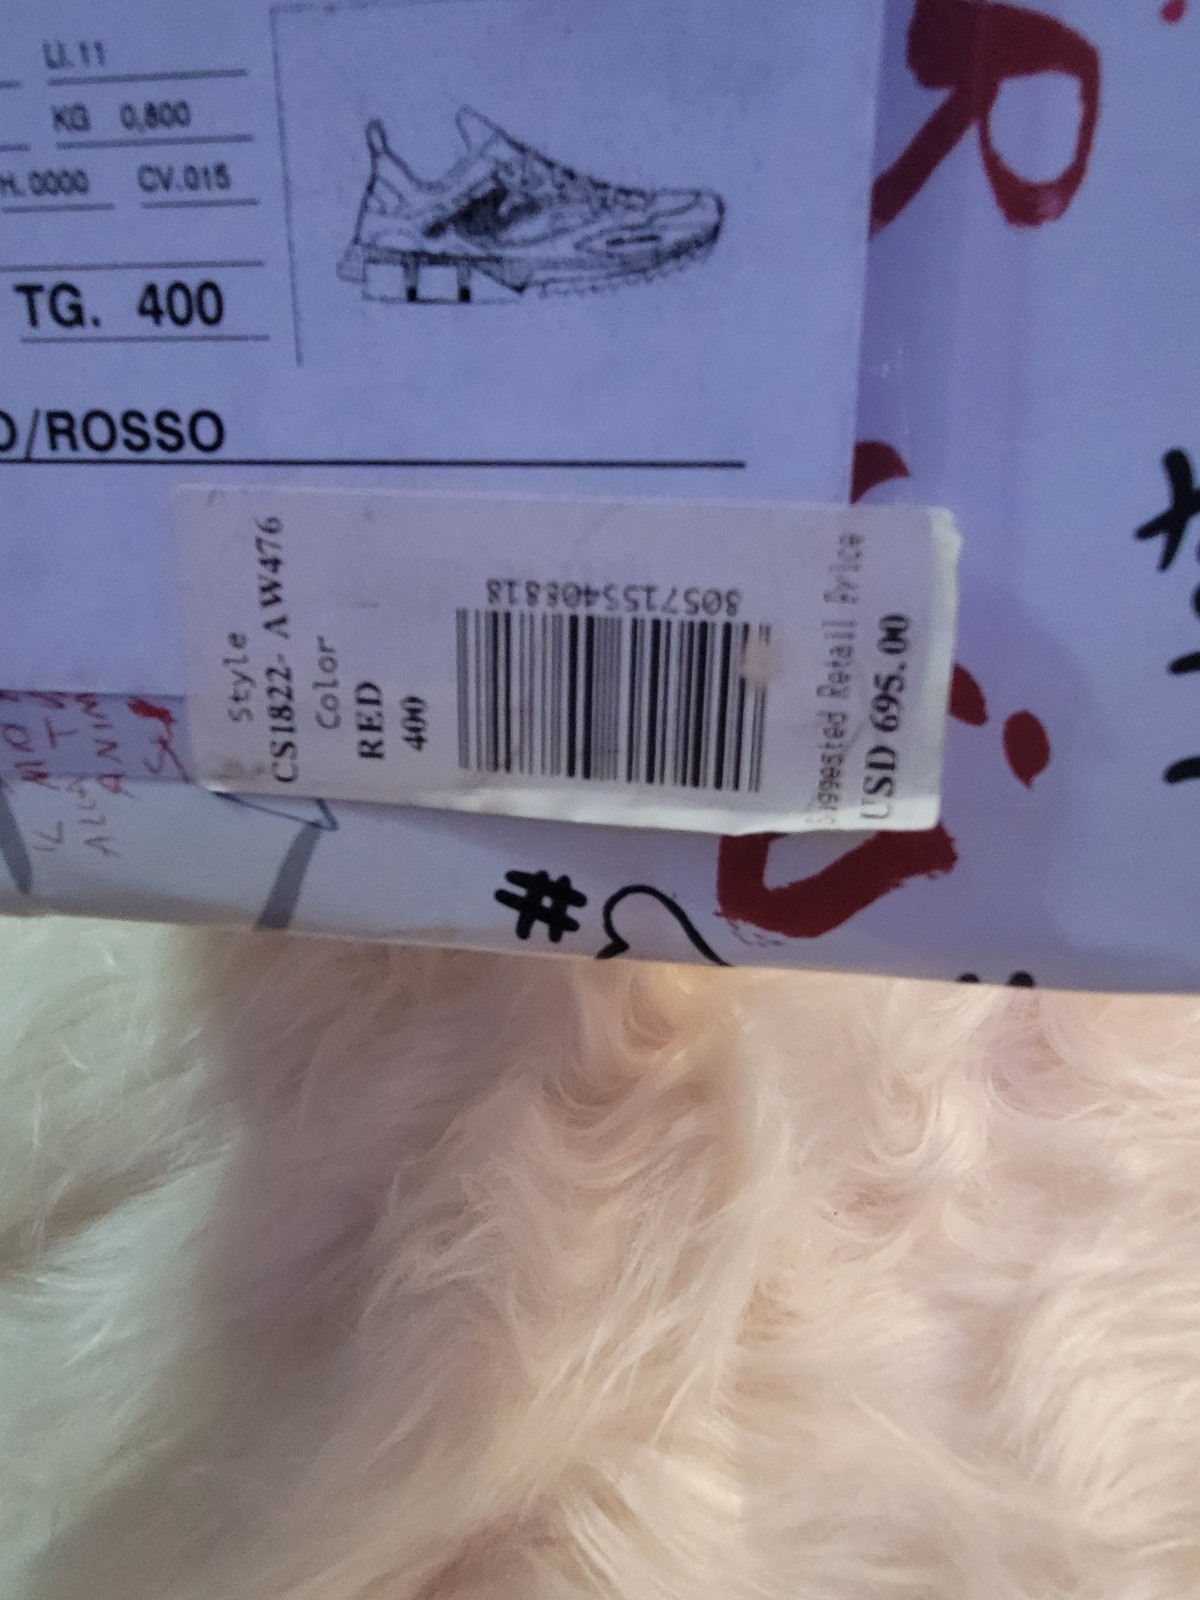 LI. 11
KG 0,800
H. 0000 CV.015
TG. 400
O/ROSSO
Style
CS1822- AW476
Color
RED
400
8057155408818
Suggested Retail Price
USD 695.00
#